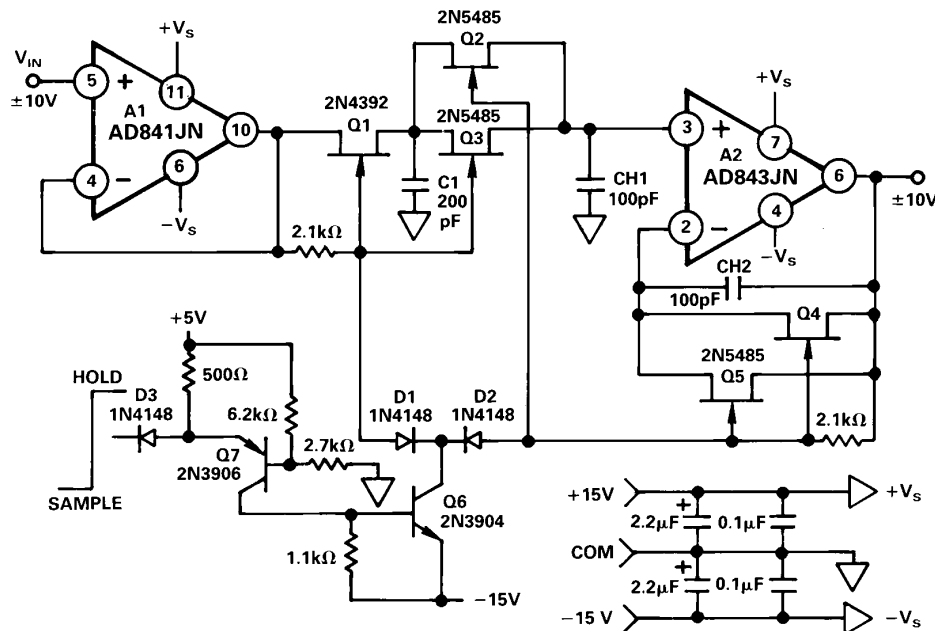 2N5485
Q2
+VS
VIN
±10V
5
+
11
A1
AD841JN
10
4
−
6
−VS
2N4392
Q1
2N5485
Q3
C1
200
pF
CH1
100pF
2.1kΩ
+VS
3
+
7
A2
AD843JN
6
±10V
2
−
4
−VS
CH2
100pF
Q4
2N5485
Q5
2.1kΩ
+5V
500Ω
HOLD
D3
1N4148
6.2kΩ
SAMPLE
Q7
2N3906
2.7kΩ
D1
1N4148
D2
1N4148
Q6
2N3904
1.1kΩ
−15V
+15V
+VS
+
2.2μF
0.1μF
COM
+
2.2μF
0.1μF
−15 V
−VS